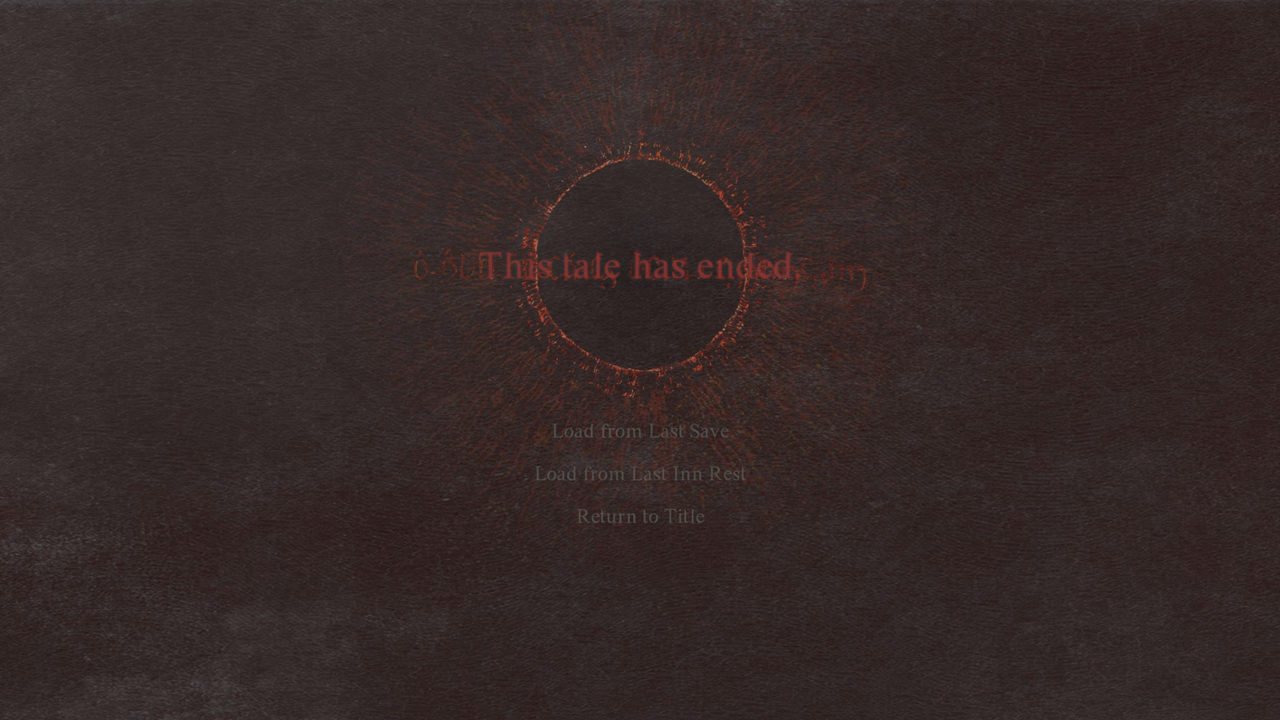 This tale has ended.
Load from Last Save
Load from Last Inn Rest
Return to Title